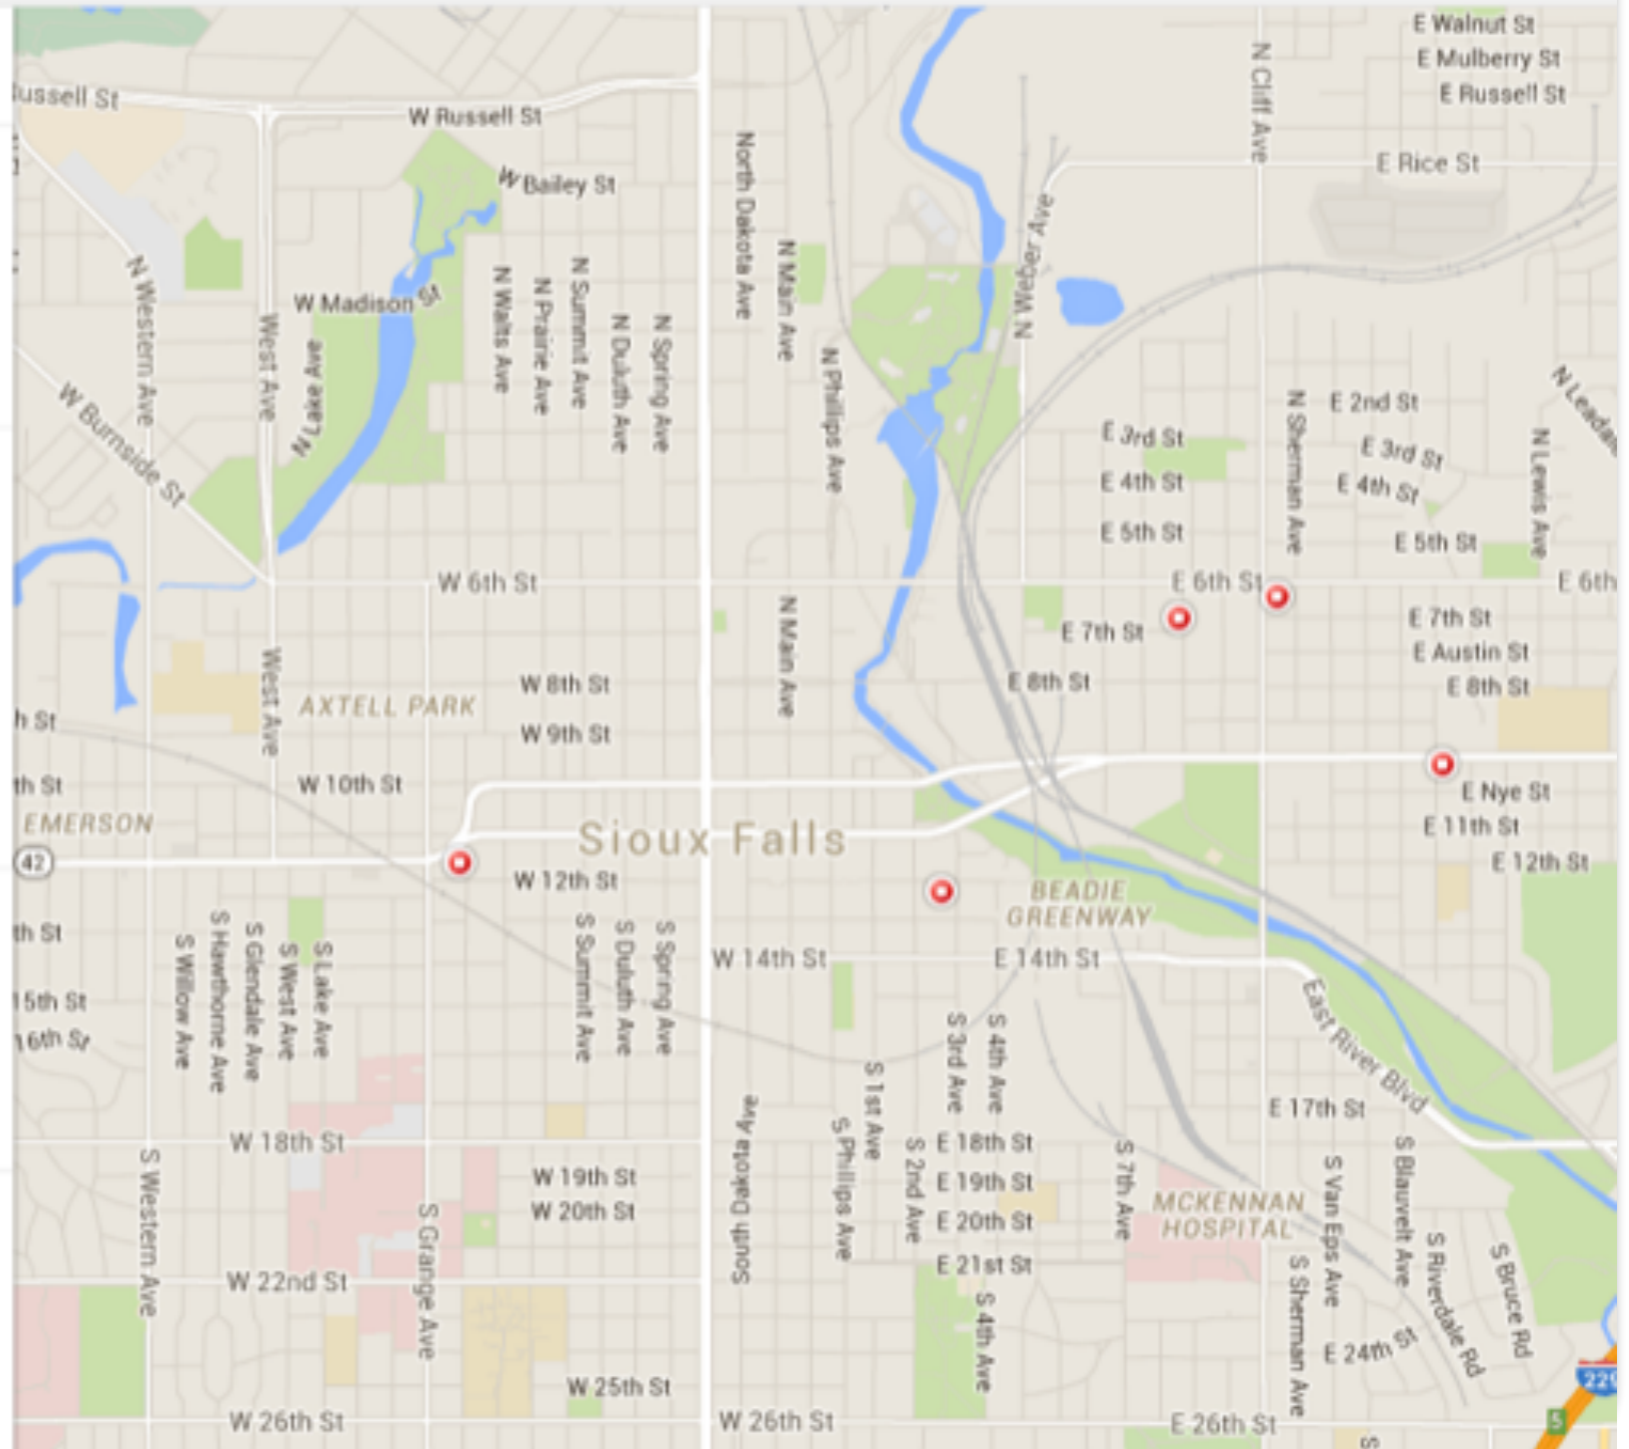 E Walnut St
E Mulberry St
E Russell St
N Cliff Ave
ussell St
W Russell St
E Rice St
North Dakota Ave
W Bailey St
N Weber Ave
N Main Ave
N Western Ave
W Madison St
West Ave
N Lake Ave
N Walts Ave
N Prairie Ave
N Summit Ave
N Duluth Ave
N Spring Ave
N Phillips Ave
W Burnside St
E 2nd St
N Sherman Ave
E 3rd St
E 3rd St
E 4th St
E 4th St
E 5th St
E 5th St
N Lewis Ave
W 6th St
E 6th St
E 6th
N Main Ave
E 7th St
E 7th St
E Austin St
E 8th St
E 8th St
West Ave
AXTELL PARK
W 8th St
W 9th St
h St
th St
W 10th St
E Nye St
E 11th St
E 12th St
EMERSON
Sioux Falls
42
W 12th St
BEADIE
GREENWAY
th St
S Willow Ave
S Hawthorne Ave
S Glendale Ave
S West Ave
S Lake Ave
S Summit Ave
S Duluth Ave
S Spring Ave
W 14th St
E 14th St
East River Blvd
15th St
16th St
S 3rd Ave
S 4th Ave
S 1st Ave
S Phillips Ave
S 2nd Ave
South Dakota Ave
E 17th St
W 18th St
E 18th St
S Western Ave
S Grange Ave
W 19th St
E 19th St
W 20th St
E 20th St
E 21st St
S 7th Ave
MCKENNAN
HOSPITAL
S Van Eps Ave
S Blauvelt Ave
S Riverdale Rd
S Bruce Rd
S Sherman Ave
W 22nd St
S 4th Ave
E 24th St
W 25th St
W 26th St
W 26th St
E 26th St
229
5
S